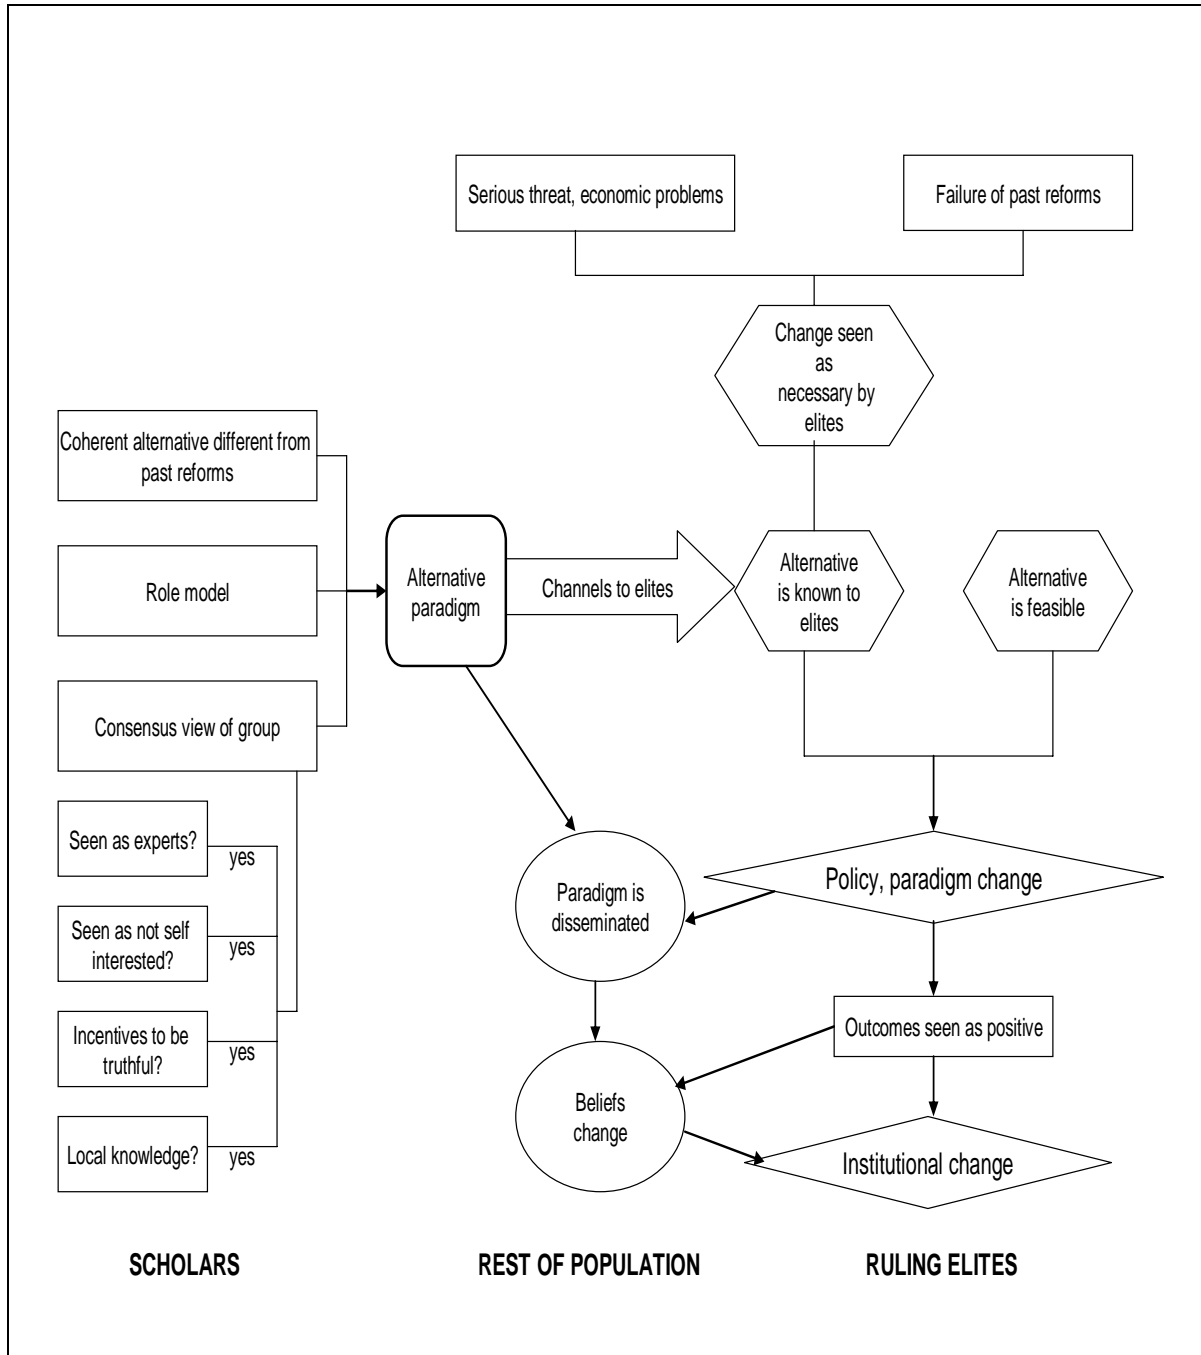 Serious threat, economic problems
Failure of past reforms
Change seen
as
necessary by
elites
Coherent alternative different from
past reforms
Role model
Consensus view of group
Alternative
paradigm
Channels to elites
Alternative
is known to
elites
Alternative
is feasible
Seen as experts?
yes
Seen as not self
interested?
yes
Incentives to be
truthful?
yes
Local knowledge?
yes
Paradigm is
disseminated
Policy, paradigm change
Outcomes seen as positive
Beliefs
change
Institutional change
SCHOLARS
REST OF POPULATION
RULING ELITES